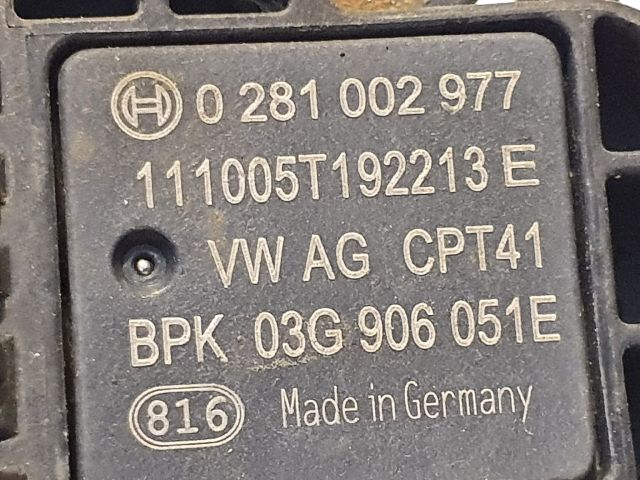 0 281 002 977
111005T192213 E
VW AG CPT41
BPK 03G 906 051E
816 Made in Germany